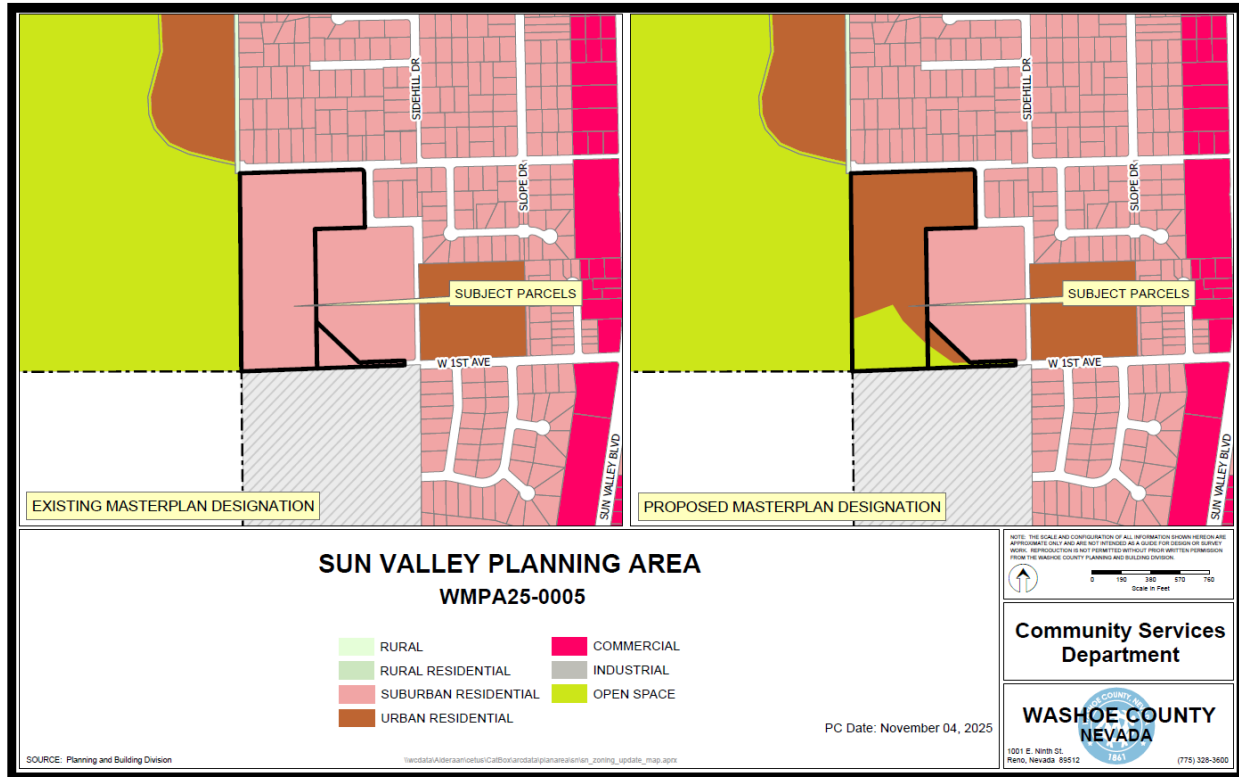 SIDEHILL DR
SLOPE DR
SUBJECT PARCELS
W 1ST AVE
SUN VALLEY BLVD
EXISTING MASTERPLAN DESIGNATION
SIDEHILL DR
SLOPE DR
SUBJECT PARCELS
W 1ST AVE
SUN VALLEY BLVD
PROPOSED MASTERPLAN DESIGNATION
SUN VALLEY PLANNING AREA
WMPA25-0005
RURAL
RURAL RESIDENTIAL
SUBURBAN RESIDENTIAL
URBAN RESIDENTIAL
COMMERCIAL
INDUSTRIAL
OPEN SPACE
PC Date: November 04, 2025
SOURCE: Planning and Building Division
NOTE: THE SCALE AND CONFIGURATION OF ALL INFORMATION SHOWN HEREON ARE
APPROXIMATE ONLY AND ARE NOT INTENDED AS A GUIDE FOR DESIGN OR SURVEY
WORK. REPRODUCTION IS NOT PERMITTED WITHOUT PRIOR WRITTEN PERMISSION
FROM THE WASHOE COUNTY PLANNING AND BUILDING DIVISION.
0 190 380 570 760
Scale in Feet
Community Services
Department
WASHOE COUNTY
NEVADA
1861
1001 E. Ninth St.
Reno, Nevada 89512
(775) 328-3600